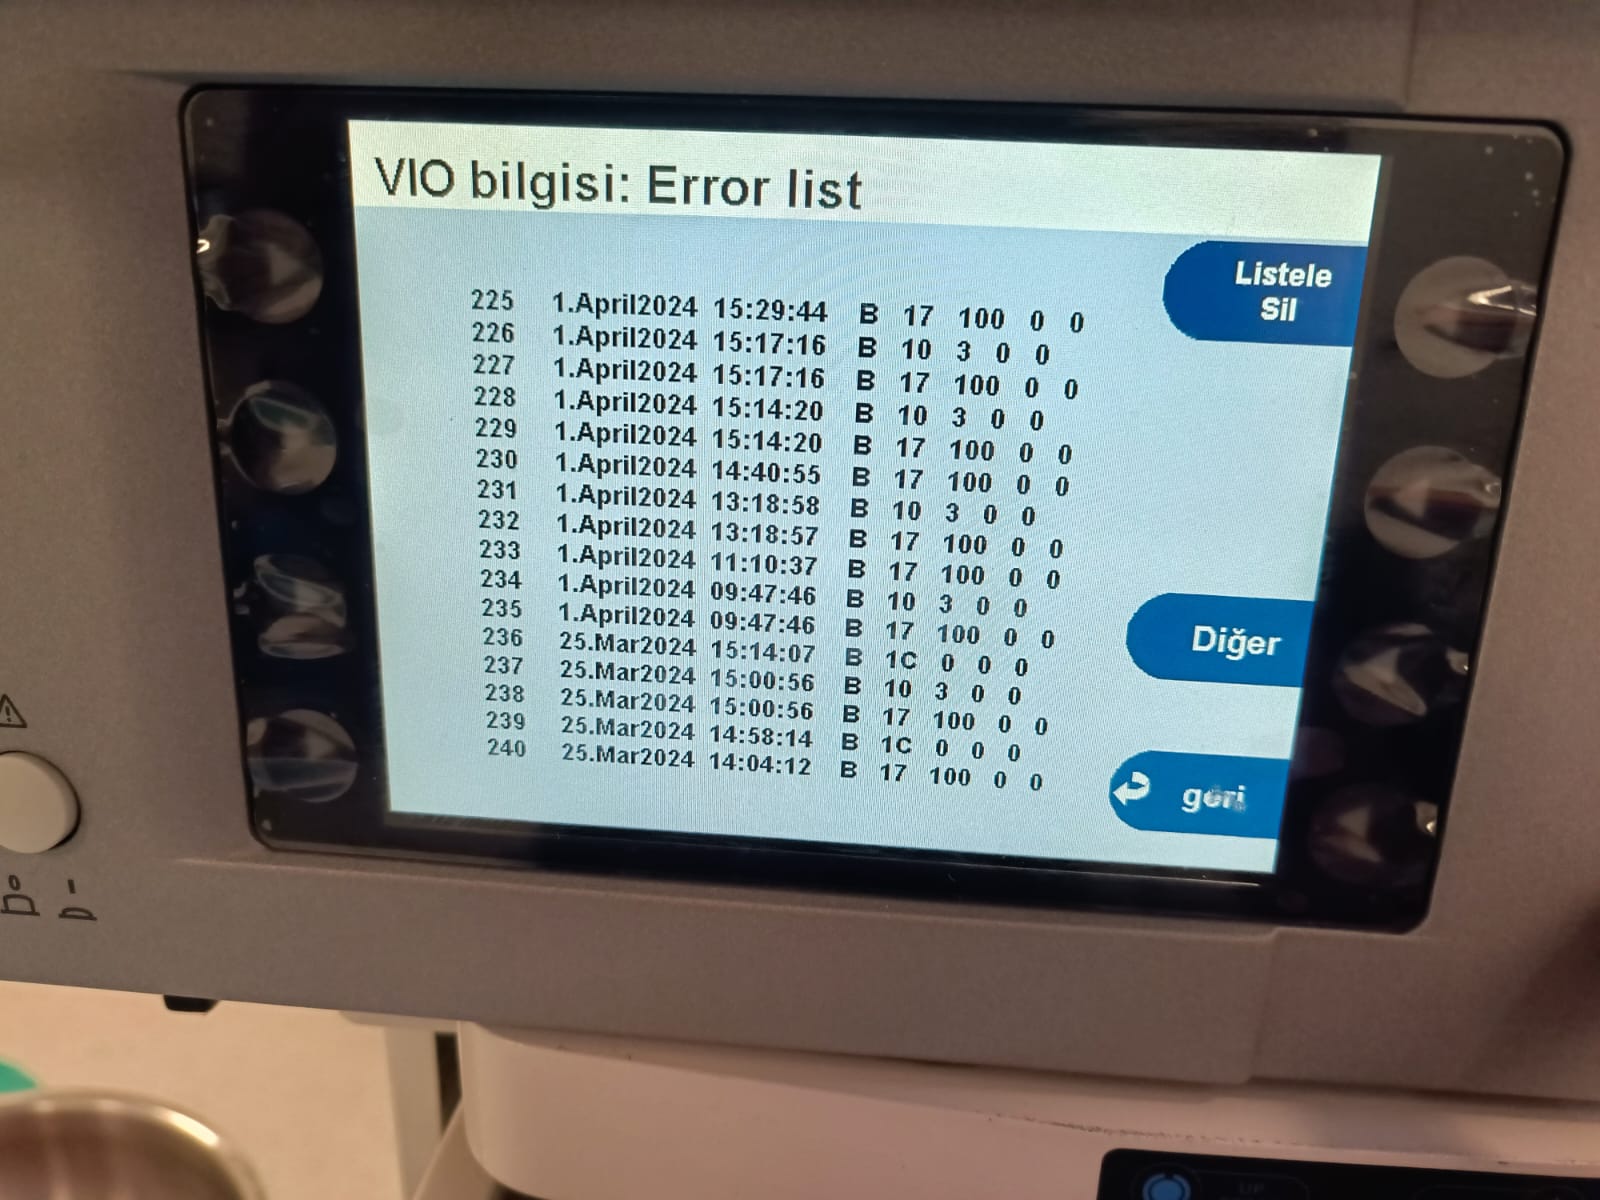 VIO bilgisi: Error list
Listele
Sil
225 1.April2024 15:29:44 B 17 100 0 0
226 1.April2024 15:17:16 B 10 3 0 0
227 1.April2024 15:17:16 B 17 100 0 0
228 1.April2024 15:14:20 B 10 3 0 0
229 1.April2024 15:14:20 B 17 100 0 0
230 1.April2024 14:40:55 B 17 100 0 0
231 1.April2024 13:18:58 B 10 3 0 0
232 1.April2024 13:18:57 B 17 100 0 0
233 1.April2024 11:10:37 B 17 100 0 0
234 1.April2024 09:47:46 B 10 3 0 0
235 1.April2024 09:47:46 B 17 100 0 0
236 25.Mar2024 15:14:07 B 1C 0 0 0
237 25.Mar2024 15:00:56 B 10 3 0 0
238 25.Mar2024 15:00:56 B 17 100 0 0
239 25.Mar2024 14:58:14 B 1C 0 0 0
240 25.Mar2024 14:04:12 B 17 100 0 0
Diğer
geri
UP